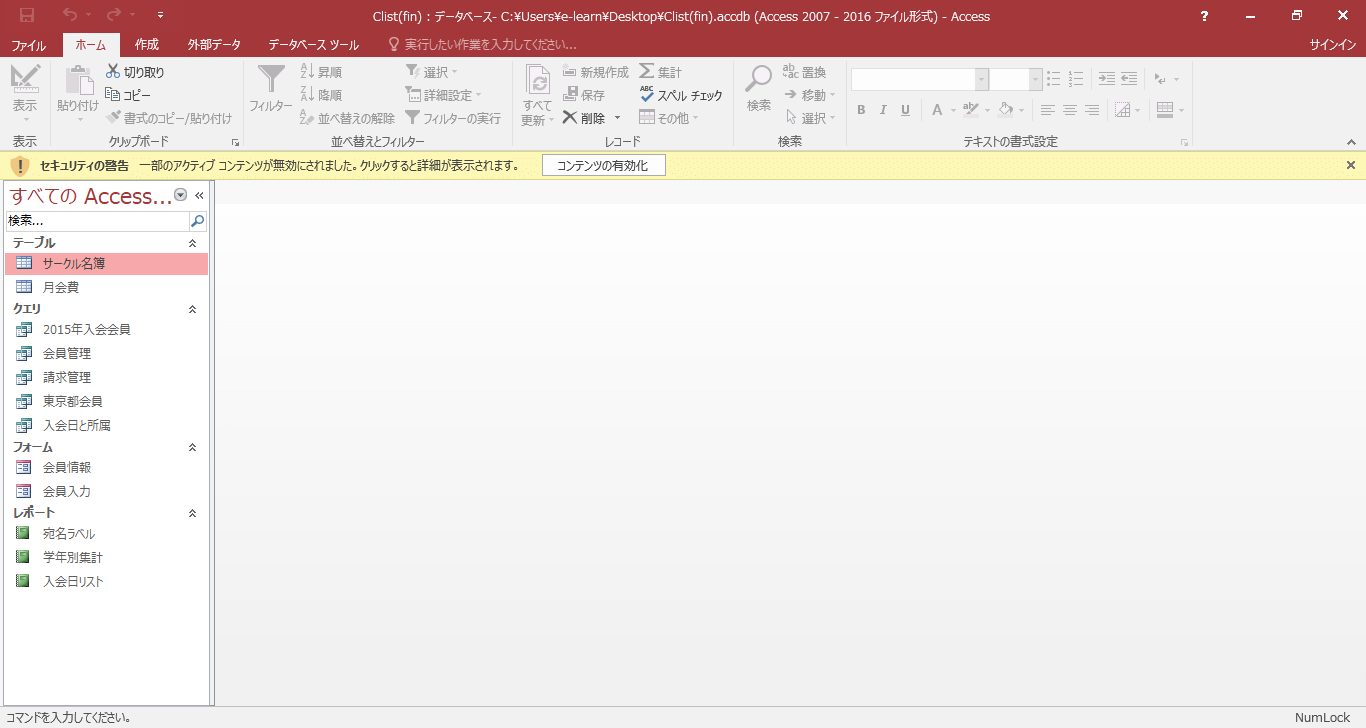 Clist(fin) : データベース- C:¥Users¥e-learn¥Desktop¥Clist(fin).accdb (Access 2007 - 2016 ファイル形式) - Access ?
ファイル ホーム 作成 外部データ データベース ツール 実行したい作業を入力してください... サインイン
表示 貼り付け 切り取り コピー 書式のコピー/貼り付け
フィルター 昇順 降順 並べ替えの解除 選択 詳細設定 フィルターの実行
すべて更新 新規作成 保存 削除 集計 スペル チェック その他
検索 置換 移動 選択
B I U A
表示 クリップボード 並べ替えとフィルター レコード 検索 テキストの書式設定
セキュリティの警告 一部のアクティブ コンテンツが無効にされました。クリックすると詳細が表示されます。 コンテンツの有効化
すべての Access...
検索...
テーブル
サークル名簿
月会費
クエリ
2015年入会会員
会員管理
請求管理
東京都会員
入会日と所属
フォーム
会員情報
会員入力
レポート
宛名ラベル
学年別集計
入会日リスト
コマンドを入力してください。 NumLock